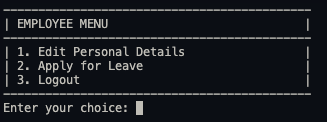 EMPLOYEE MENU
1. Edit Personal Details
2. Apply for Leave
3. Logout
Enter your choice: